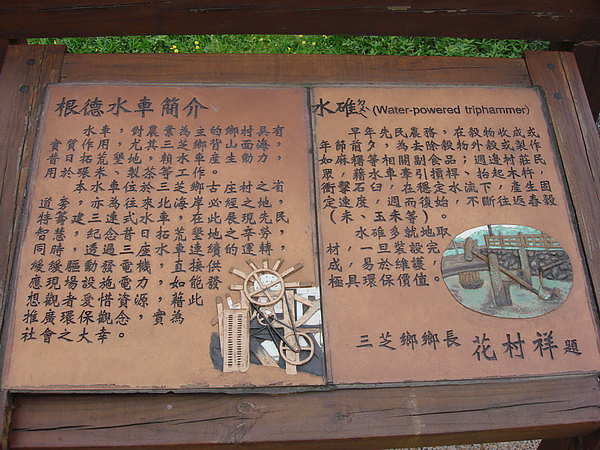 根德水車簡介
水車，對農業為主的鄉村具有
實質作用，尤其三芝背山面海，
昔日拓荒墾地，賴水車產生動力，
用於碾米、製茶等工作。
本水車位於三芝鄉古庄村之省
道旁，亦為往來北海岸必經之地，
特籌建三連式水車，在此展現先民
智慧，紀念昔日拓荒墾地的辛勞，
同時，透過三座水車連續運轉，
緩緩驅動發電機，直接供
應現場設施電力，如能
想觀者愛惜資源，藉此
推廣環保觀念，實為
社會之大幸。
水碓 (Water-powered triphammer)
早年先民農務，在穀物收成或
年節前夕，為去除穀物外殼或製作
如麻糬等相關副食品；週邊村莊民
眾，藉水車牽引橫桿、抬起木杵，
衝擊石臼，在穩定水流下，產生固
定速度，週而復始，不斷往返舂穀
（米、玉米等）。
水碓多就地取
材，一旦裝設完
成，易於維護，
極具環保價值。
三芝鄉鄉長 花村祥 題